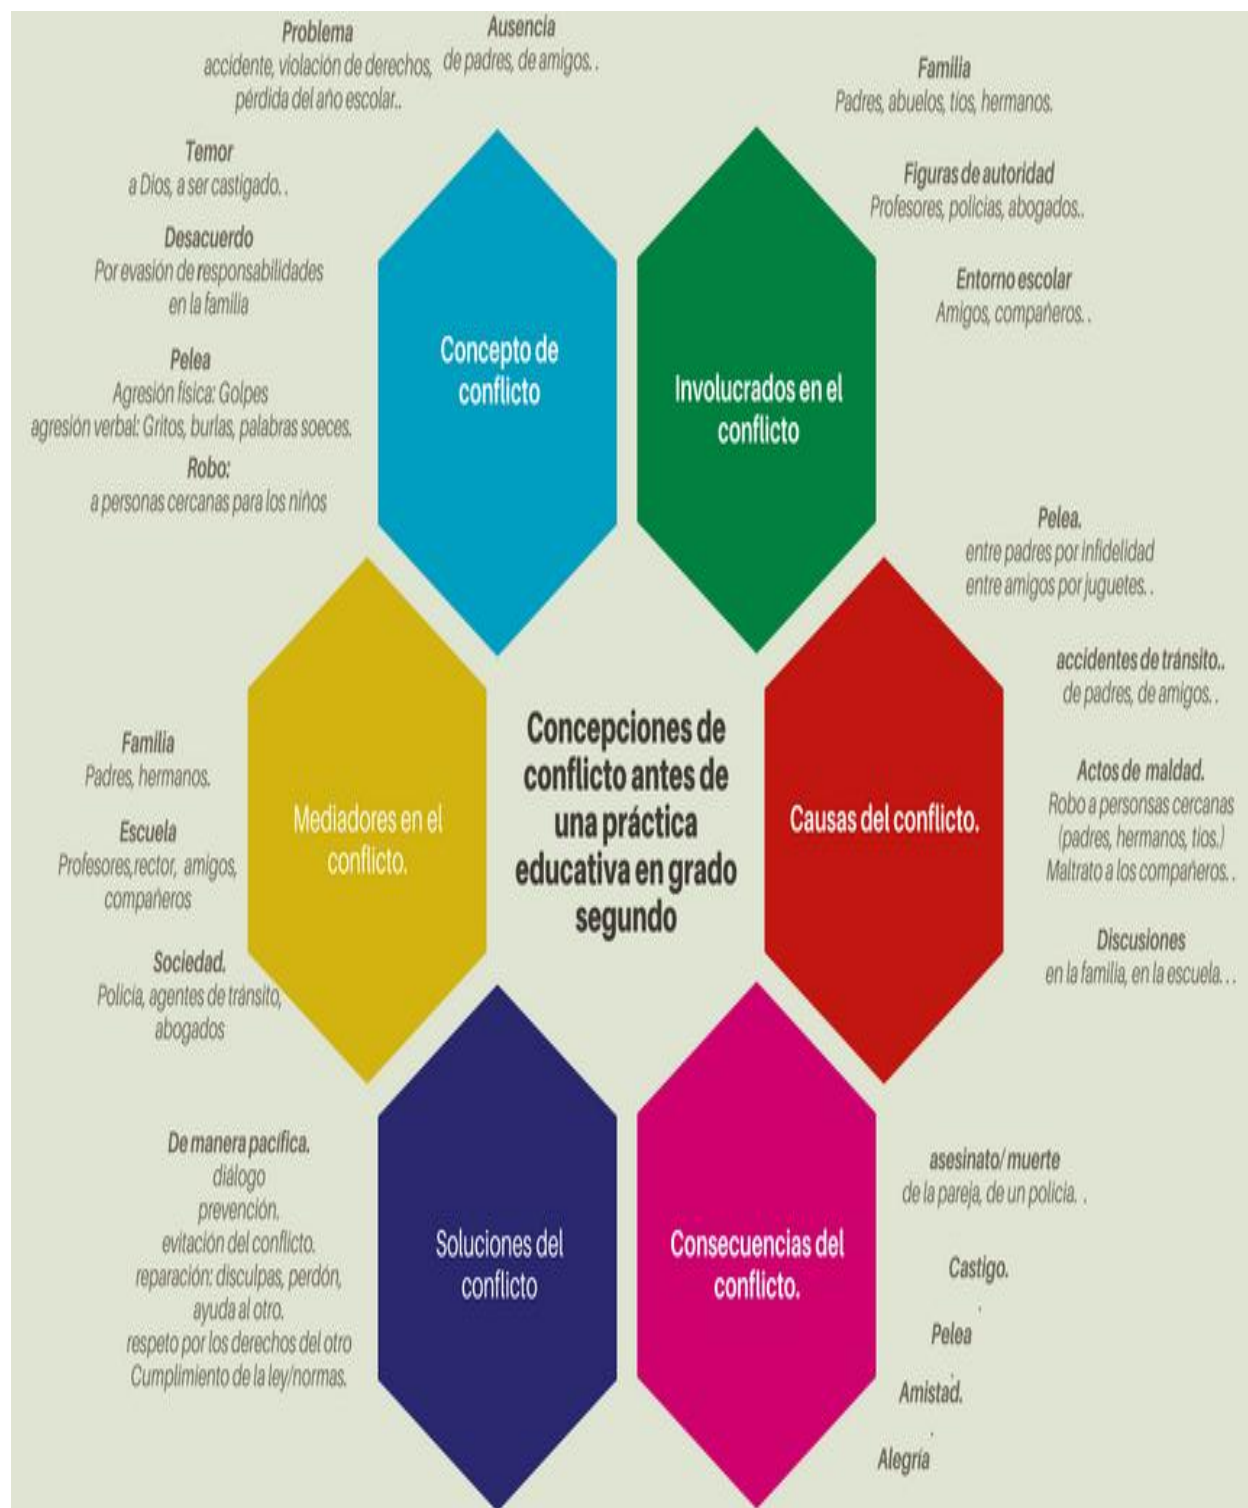 Problema
accidente, violación de derechos,
pérdida del año escolar..
Ausencia
de padres, de amigos. .
Temor
a Dios, a ser castigado. .
Desacuerdo
Por evasión de responsabilidades
en la familia
Pelea
Agresión física: Golpes
agresión verbal: Gritos, burlas, palabras soeces.
Robo:
a personas cercanas para los niños
Concepto de
conflicto
Familia
Padres, abuelos, tíos, hermanos.
Figuras de autoridad
Profesores, policias, abogados..
Entorno escolar
Amigos, compañeros. .
Involucrados en el
conflicto
Pelea.
entre padres por infidelidad
entre amigos por juguetes. .
accidentes de tránsito..
de padres, de amigos. .
Actos de maldad.
Robo a personsas cercanas
(padres, hermanos, tíos.)
Maltrato a los compañeros. .
Discusiones
en la familia, en la escuela. . .
Causas del conflicto.
Concepciones de
conflicto antes de
una práctica
educativa en grado
segundo
Familia
Padres, hermanos.
Escuela
Profesores,rector, amigos,
compañeros
Sociedad.
Policía, agentes de tránsito,
abogados
Mediadores en el
conflicto.
De manera pacífica.
diálogo
prevención.
evitación del conflicto.
reparación: disculpas, perdón,
ayuda al otro.
respeto por los derechos del otro
Cumplimiento de la ley/normas.
Soluciones del
conflicto
Consecuencias del
conflicto.
asesinato/ muerte
de la pareja, de un policía. .
Castigo.
Pelea
Amistad.
Alegría